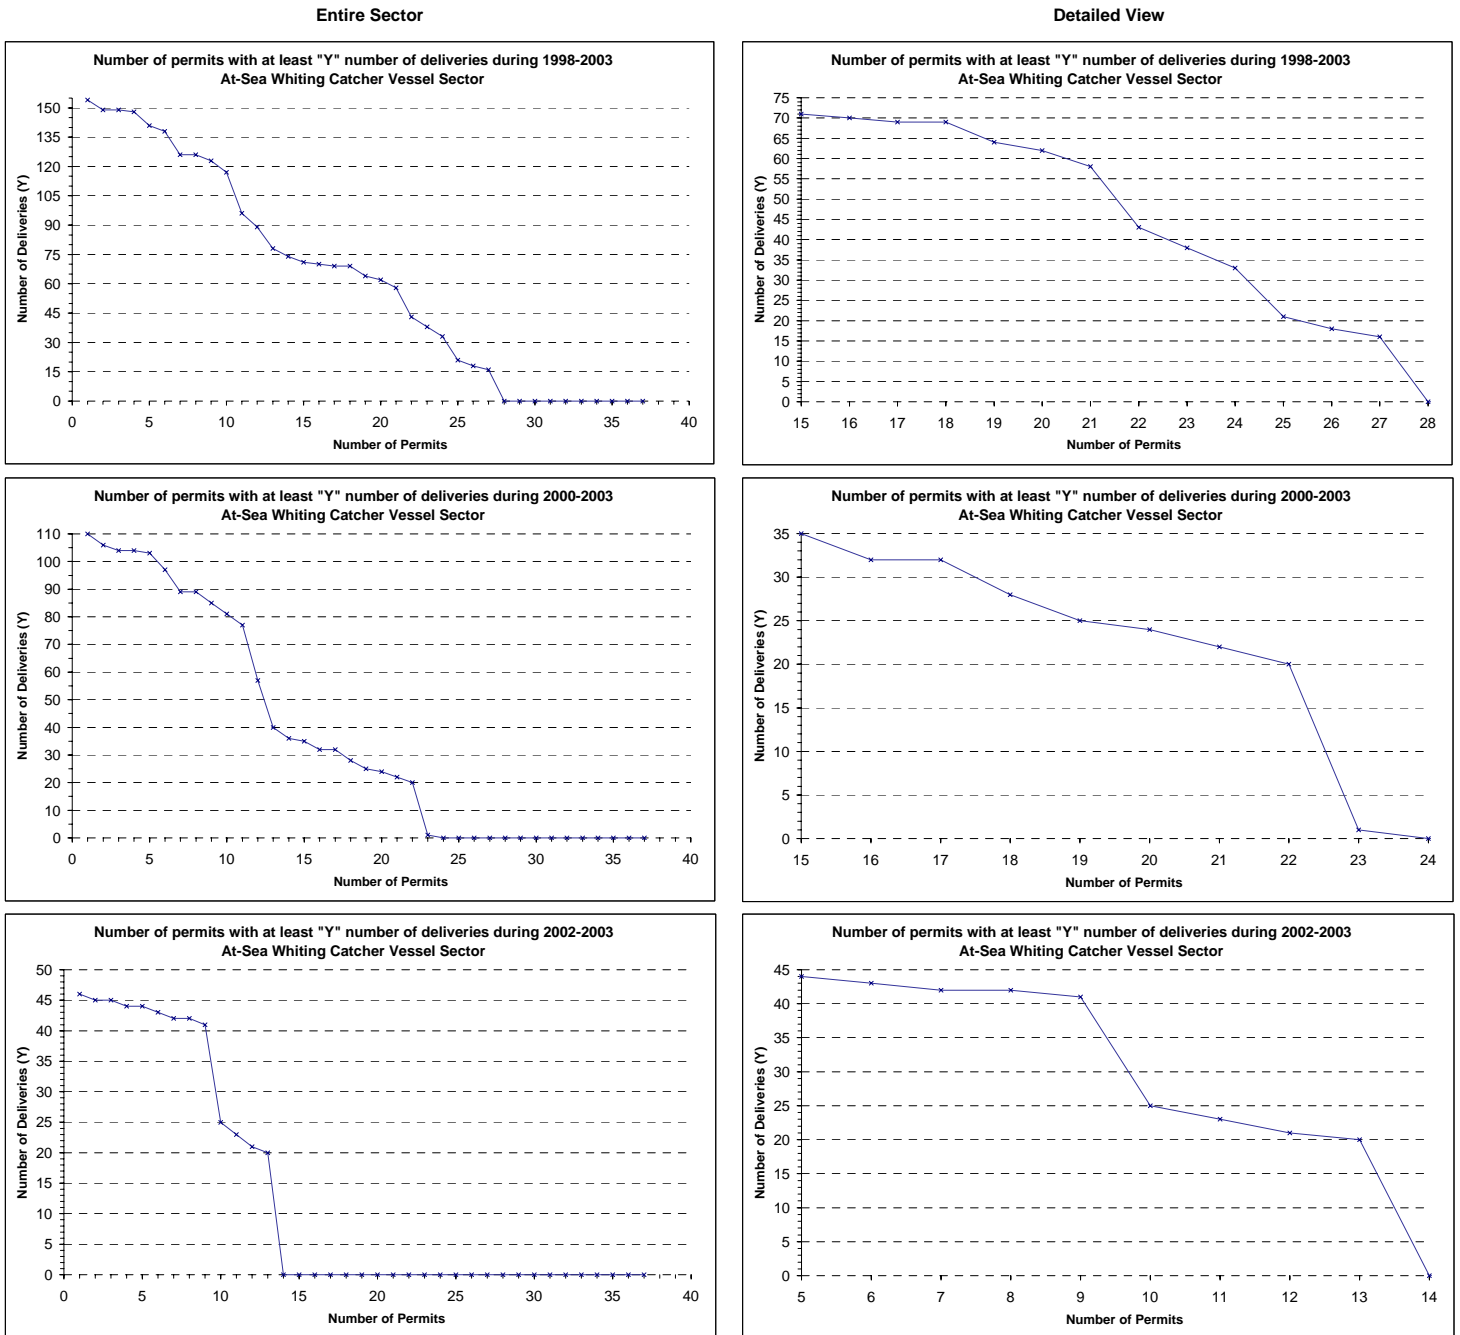 Entire Sector
Detailed View
Number of permits with at least "Y" number of deliveries during 1998-2003
At-Sea Whiting Catcher Vessel Sector
Number of Deliveries (Y)
150
135
120
105
90
75
60
45
30
15
0
0 5 10 15 20 25 30 35 40
Number of Permits
Number of permits with at least "Y" number of deliveries during 1998-2003
At-Sea Whiting Catcher Vessel Sector
Number of Deliveries (Y)
75
70
65
60
55
50
45
40
35
30
25
20
15
10
5
0
15 16 17 18 19 20 21 22 23 24 25 26 27 28
Number of Permits
Number of permits with at least "Y" number of deliveries during 2000-2003
At-Sea Whiting Catcher Vessel Sector
Number of Deliveries (Y)
110
100
90
80
70
60
50
40
30
20
10
0
0 5 10 15 20 25 30 35 40
Number of Permits
Number of permits with at least "Y" number of deliveries during 2000-2003
At-Sea Whiting Catcher Vessel Sector
Number of Deliveries (Y)
35
30
25
20
15
10
5
0
15 16 17 18 19 20 21 22 23 24
Number of Permits
Number of permits with at least "Y" number of deliveries during 2002-2003
At-Sea Whiting Catcher Vessel Sector
Number of Deliveries (Y)
50
45
40
35
30
25
20
15
10
5
0
0 5 10 15 20 25 30 35 40
Number of Permits
Number of permits with at least "Y" number of deliveries during 2002-2003
At-Sea Whiting Catcher Vessel Sector
Number of Deliveries (Y)
45
40
35
30
25
20
15
10
5
0
5 6 7 8 9 10 11 12 13 14
Number of Permits